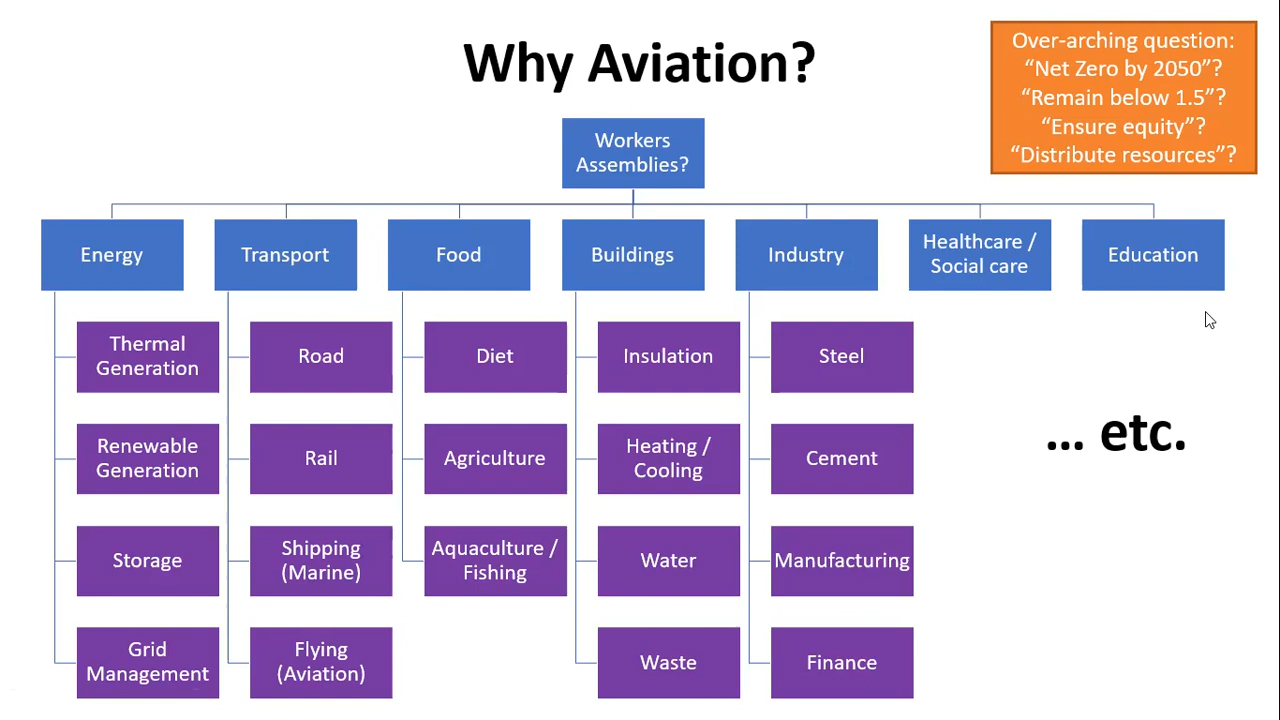 Why Aviation?
Over-arching question:
“Net Zero by 2050”?
“Remain below 1.5”?
“Ensure equity”?
“Distribute resources”?
Workers
Assemblies?
Energy
Transport
Food
Buildings
Industry
Healthcare /
Social care
Education
Thermal
Generation
Road
Diet
Insulation
Steel
Renewable
Generation
Rail
Agriculture
Heating /
Cooling
Cement
... etc.
Storage
Shipping
(Marine)
Aquaculture /
Fishing
Water
Manufacturing
Grid
Management
Flying
(Aviation)
Waste
Finance